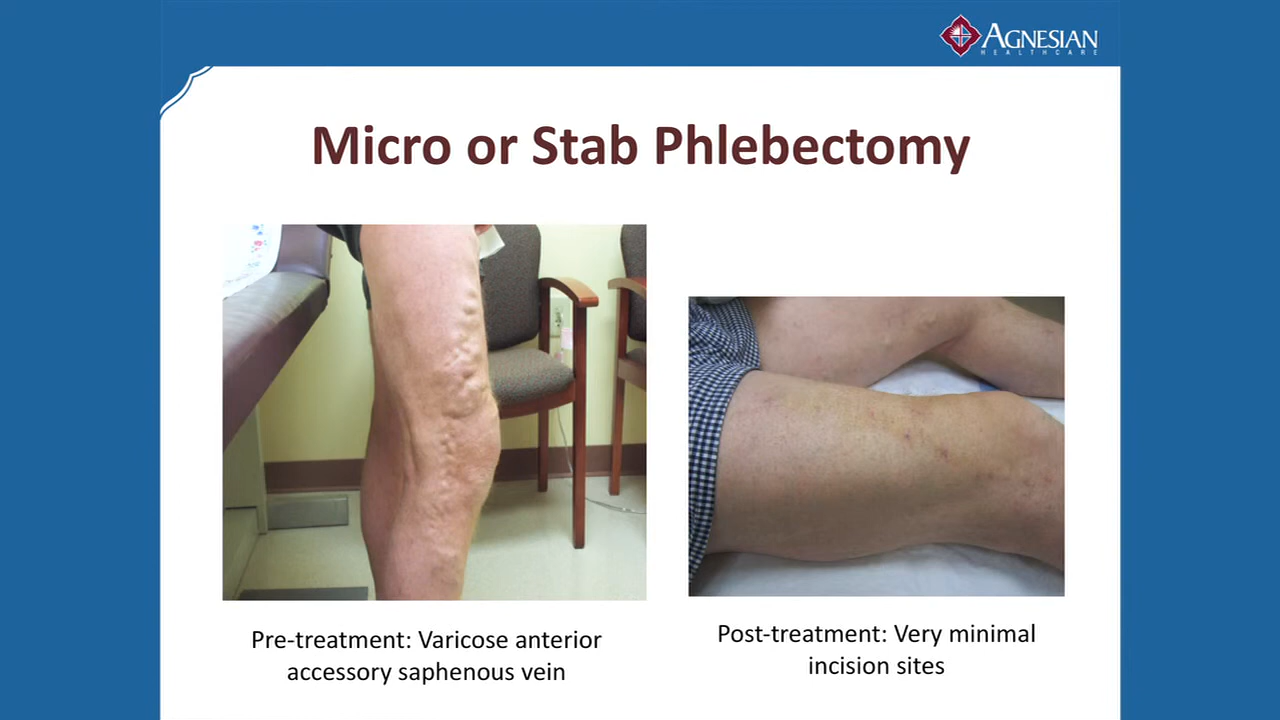 AGNESIAN
HEALTHCARE
Micro or Stab Phlebectomy
Pre-treatment: Varicose anterior
accessory saphenous vein
Post-treatment: Very minimal
incision sites